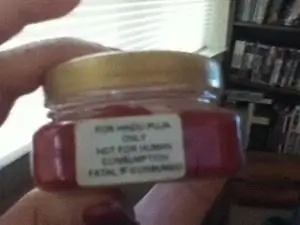 FOR HINDU PUJA
ONLY
NOT FOR HUMAN
CONSUMPTION
FATAL IF CONSUMED